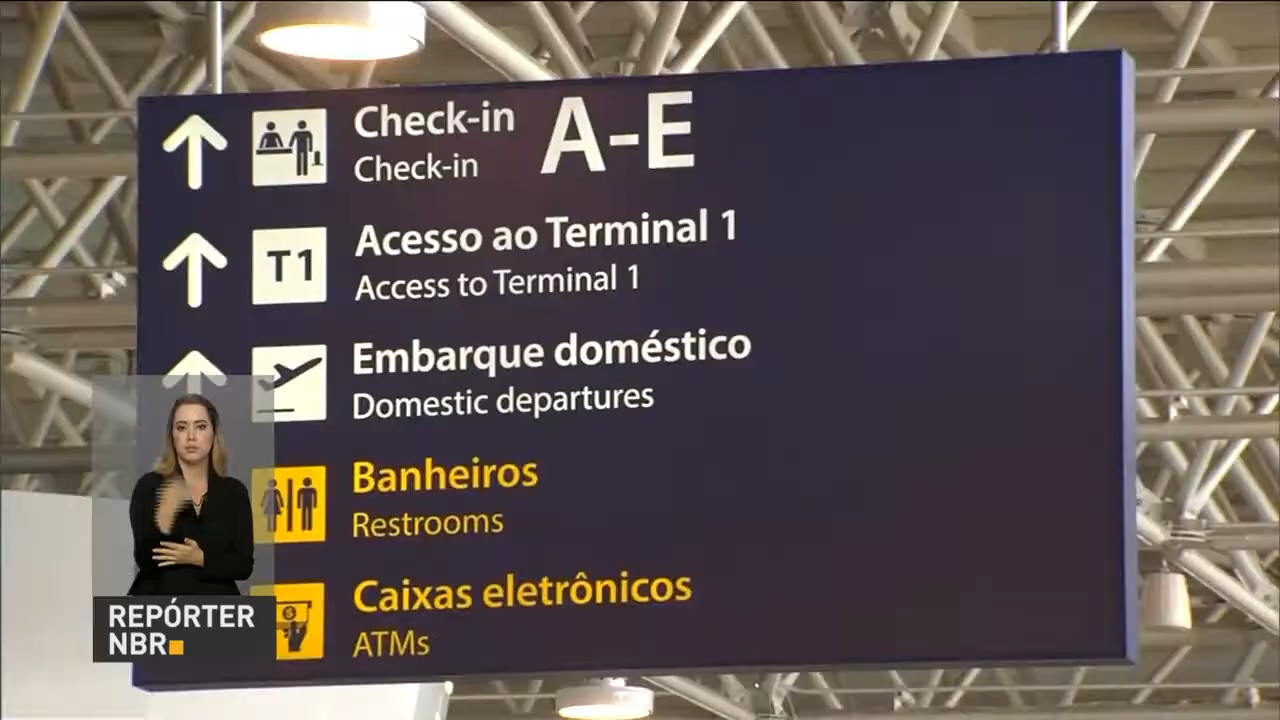 Check-in A-E
Check-in
T1 Acesso ao Terminal 1
Access to Terminal 1
Embarque doméstico
Domestic departures
Banheiros
Restrooms
Caixas eletrônicos
ATMs
REPÓRTER
NBR